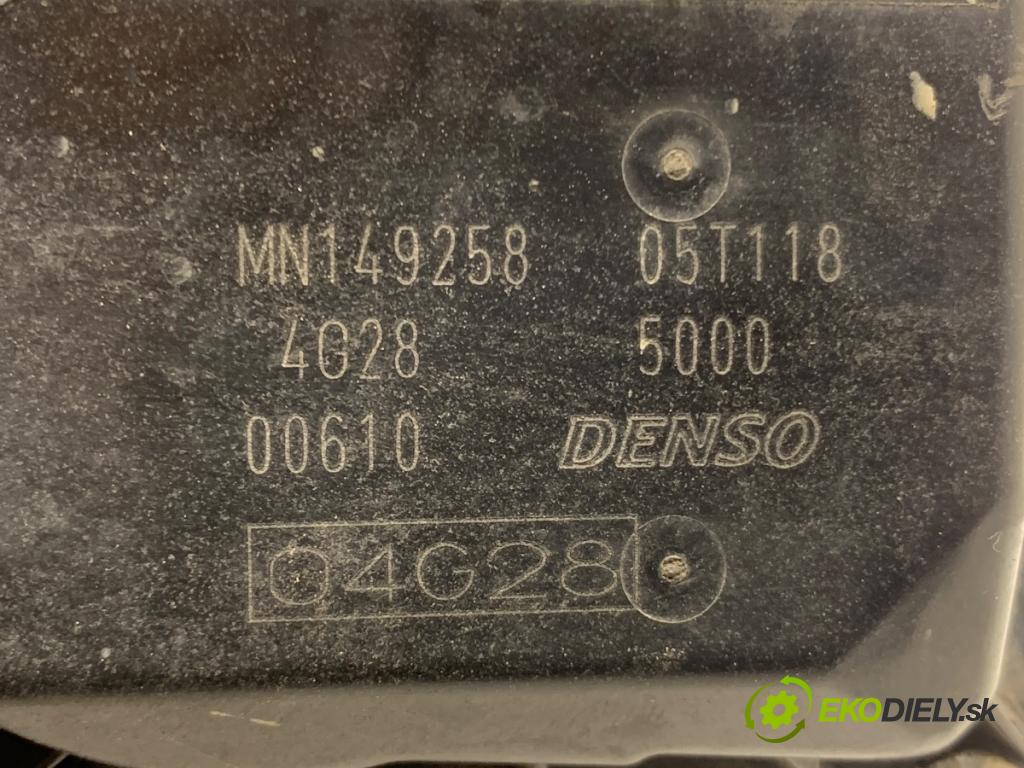 MN149258 05T118
4G28 5000
00610 DENSO
04G28
EKODIELY.sk